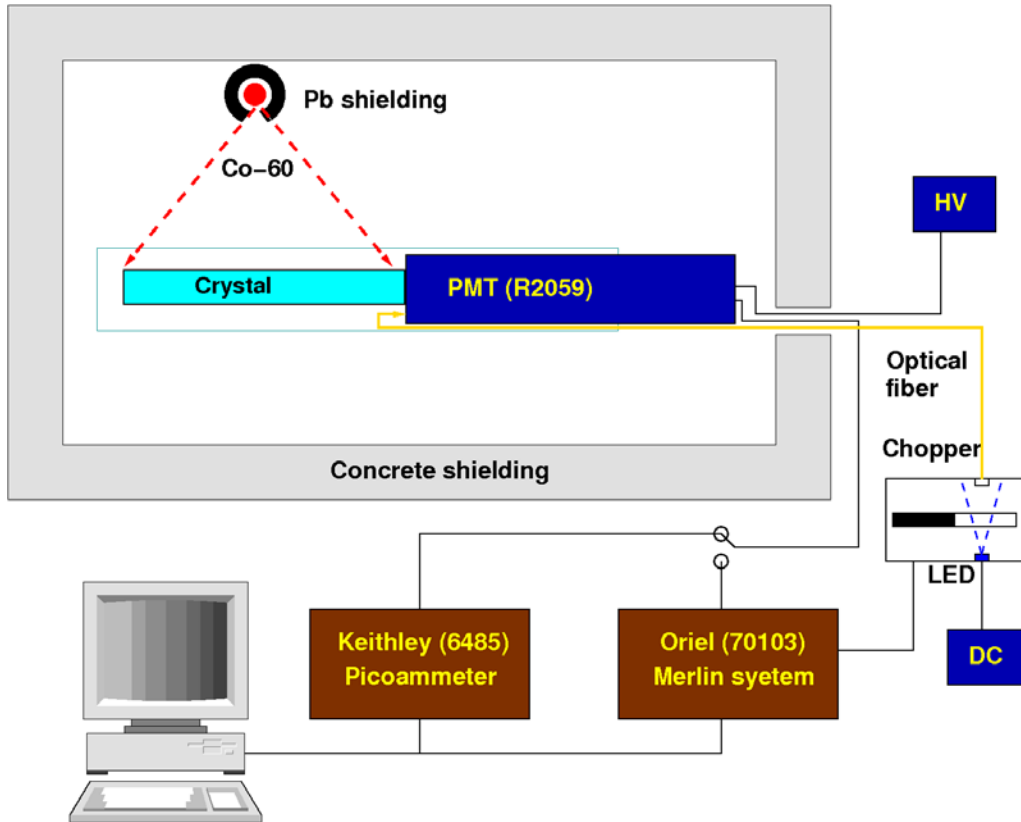 Pb shielding
Co−60
HV
Crystal
PMT (R2059)
Optical
fiber
Chopper
Concrete shielding
LED
Keithley (6485)
Picoammeter
Oriel (70103)
Merlin syetem
DC